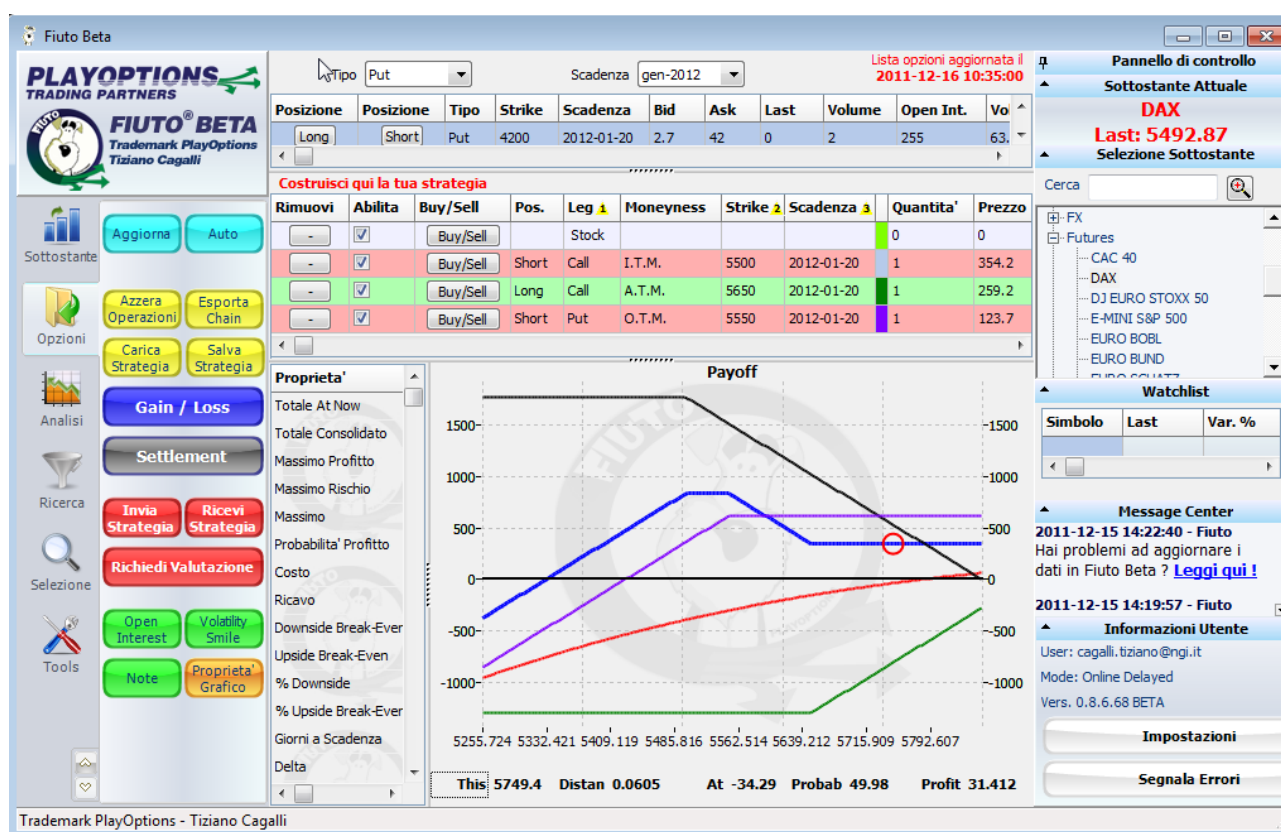 Fiuto Beta
PLAYOPTIONS
TRADING PARTNERS
FIUTO® BETA
Trademark PlayOptions
Tiziano Cagalli
FIUTO
Tipo Put Scadenza gen-2012
Lista opzioni aggiornata il
2011-12-16 10:35:00
Posizione Posizione Tipo Strike Scadenza Bid Ask Last Volume Open Int. Vo
Long Short Put 4200 2012-01-20 2.7 42 0 2 255 63.
Costruisci qui la tua strategia
Rimuovi Abilita Buy/Sell Pos. Leg 1 Moneyness Strike 2 Scadenza 3 Quantita' Prezzo
- Buy/Sell Stock 0 0
- Buy/Sell Short Call I.T.M. 5500 2012-01-20 1 354.2
- Buy/Sell Long Call A.T.M. 5650 2012-01-20 1 259.2
- Buy/Sell Short Put O.T.M. 5550 2012-01-20 1 123.7
Sottostante
Opzioni
Analisi
Ricerca
Selezione
Tools
Aggiorna Auto
Azzera Operazioni
Esporta Chain
Carica Strategia
Salva Strategia
Gain / Loss
Settlement
Invia Strategia
Ricevi Strategia
Richiedi Valutazione
Open Interest
Volatility Smile
Note
Proprieta' Grafico
Proprieta'
Totale At Now
Totale Consolidato
Massimo Profitto
Massimo Rischio
Massimo
Probabilita' Profitto
Costo
Ricavo
Downside Break-Ever
Upside Break-Even
% Downside
% Upside Break-Ever
Giorni a Scadenza
Delta
Payoff
1500 1500
1000 1000
500 500
0 0
-500 -500
-1000 -1000
5255.724 5332.421 5409.119 5485.816 5562.514 5639.212 5715.909 5792.607
This 5749.4 Distan 0.0605 At -34.29 Probab 49.98 Profit 31.412
Pannello di controllo
Sottostante Attuale
DAX
Last: 5492.87
Selezione Sottostante
Cerca
FX
Futures
CAC 40
DAX
DJ EURO STOXX 50
E-MINI S&P 500
EURO BOBL
EURO BUND
Watchlist
Simbolo Last Var. %
Message Center
2011-12-15 14:22:40 - Fiuto
Hai problemi ad aggiornare i
dati in Fiuto Beta ? Leggi qui !
2011-12-15 14:19:57 - Fiuto
Informazioni Utente
User: cagalli.tiziano@ngi.it
Mode: Online Delayed
Vers. 0.8.6.68 BETA
Impostazioni
Segnala Errori
Trademark PlayOptions - Tiziano Cagalli